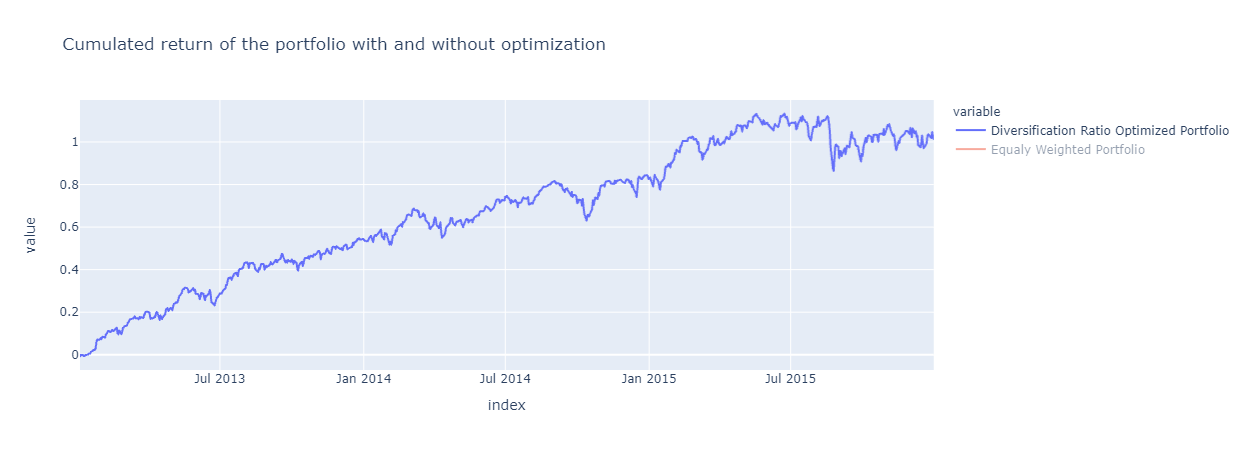 Cumulated return of the portfolio with and without optimization
variable
Diversification Ratio Optimized Portfolio
Equaly Weighted Portfolio
value
1
0.8
0.6
0.4
0.2
0
Jul 2013
Jan 2014
Jul 2014
Jan 2015
Jul 2015
index